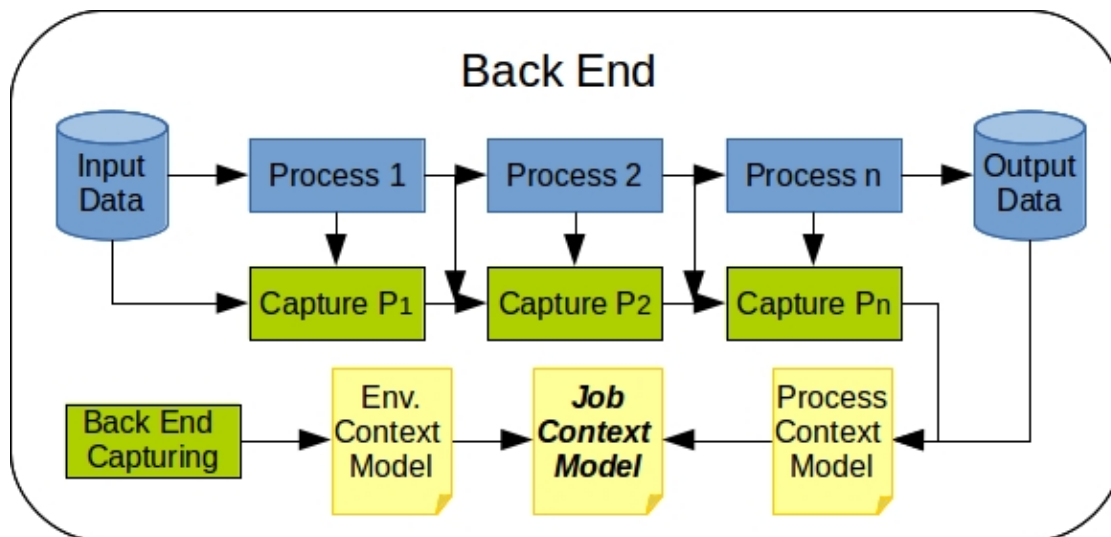 Back End
Input
Data
Process 1
Process 2
Process n
Output
Data
Capture P1
Capture P2
Capture Pn
Back End
Capturing
Env.
Context
Model
Job
Context
Model
Process
Context
Model